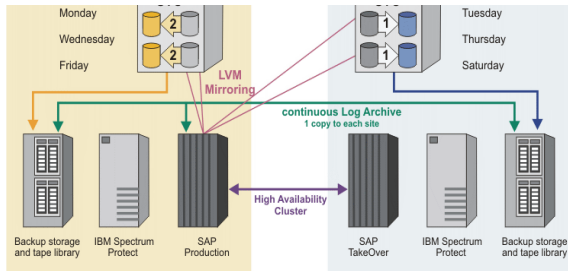 Monday
Wednesday
Friday
2
2
1
1
Tuesday
Thursday
Saturday
LVM
Mirroring
continuous Log Archive
1 copy to each site
High Availability
Cluster
Backup storage
and tape library
IBM Spectrum
Protect
SAP
Production
SAP
TakeOver
IBM Spectrum
Protect
Backup storage
and tape library